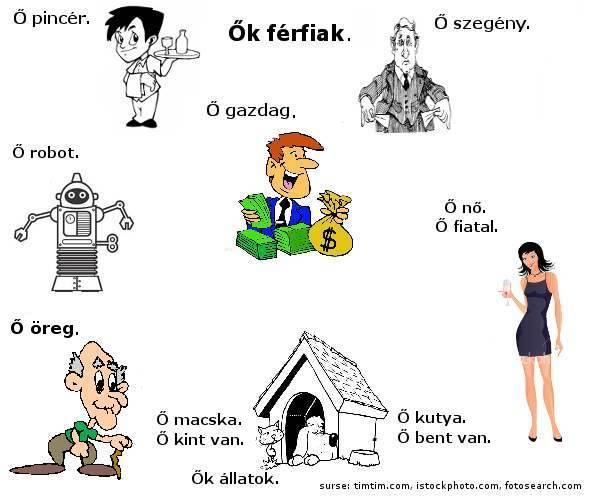 Ő pincér.
Ők férfiak.
Ő szegény.
Ő gazdag.
Ő robot.
Ő nő.
Ő fiatal.
$
Ő öreg.
Ő macska.
Ő kint van.
Ő kutya.
Ő bent van.
Ők állatok.
surse: timtim.com, istockphoto.com, fotosearch.com